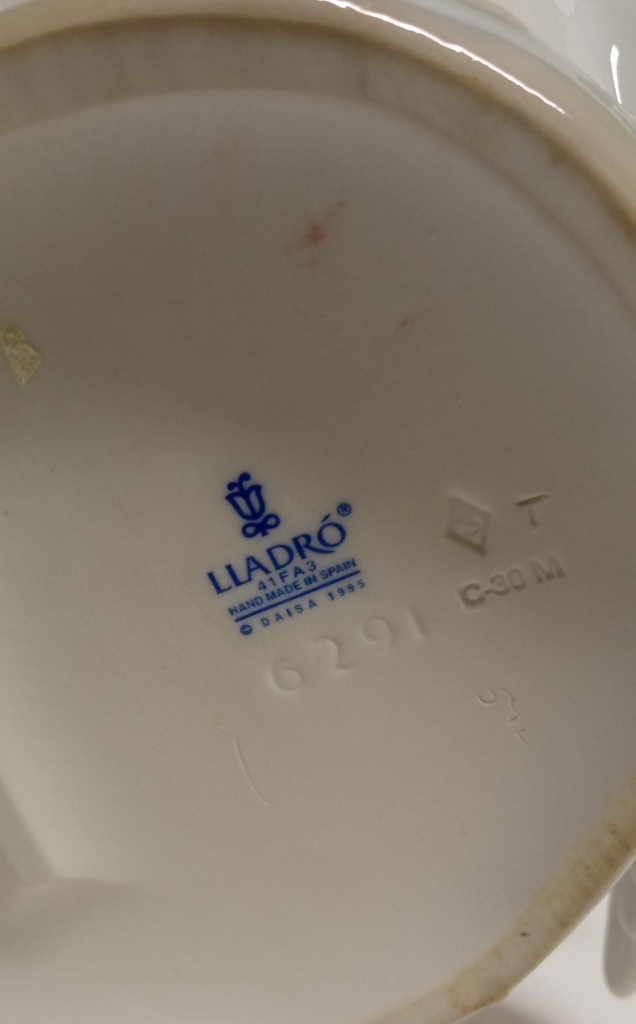 LLADRÓ®
41FA3
HAND MADE IN SPAIN
© DAISA 1995
T
C-30 M
6291